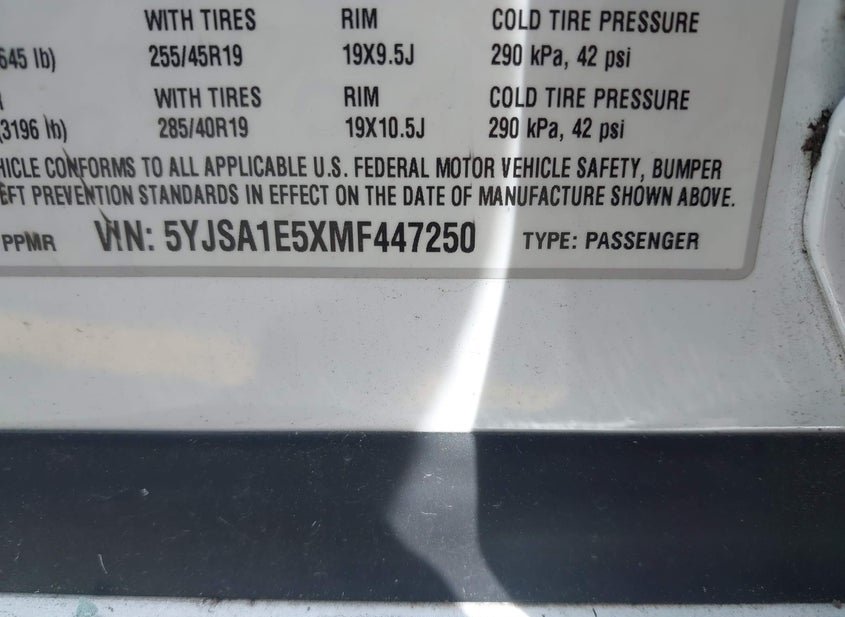 WITH TIRES RIM COLD TIRE PRESSURE
645 lb) 255/45R19 19X9.5J 290 kPa, 42 psi
WITH TIRES RIM COLD TIRE PRESSURE
(3196 lb) 285/40R19 19X10.5J 290 kPa, 42 psi
HICLE CONFORMS TO ALL APPLICABLE U.S. FEDERAL MOTOR VEHICLE SAFETY, BUMPER
EFT PREVENTION STANDARDS IN EFFECT ON THE DATE OF MANUFACTURE SHOWN ABOVE.
PPMR VIN: 5YJSA1E5XMF447250 TYPE: PASSENGER